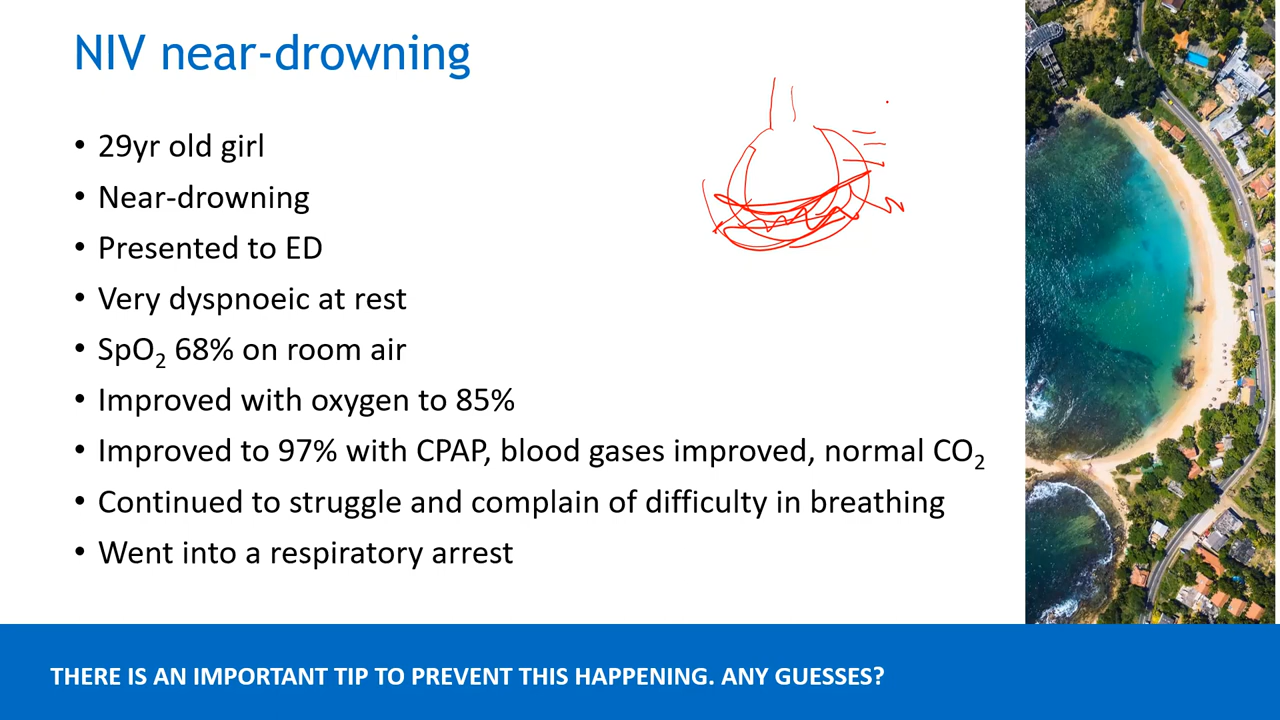 NIV near-drowning
• 29yr old girl
• Near-drowning
• Presented to ED
• Very dyspnoeic at rest
• SpO₂ 68% on room air
• Improved with oxygen to 85%
• Improved to 97% with CPAP, blood gases improved, normal CO₂
• Continued to struggle and complain of difficulty in breathing
• Went into a respiratory arrest
THERE IS AN IMPORTANT TIP TO PREVENT THIS HAPPENING. ANY GUESSES?